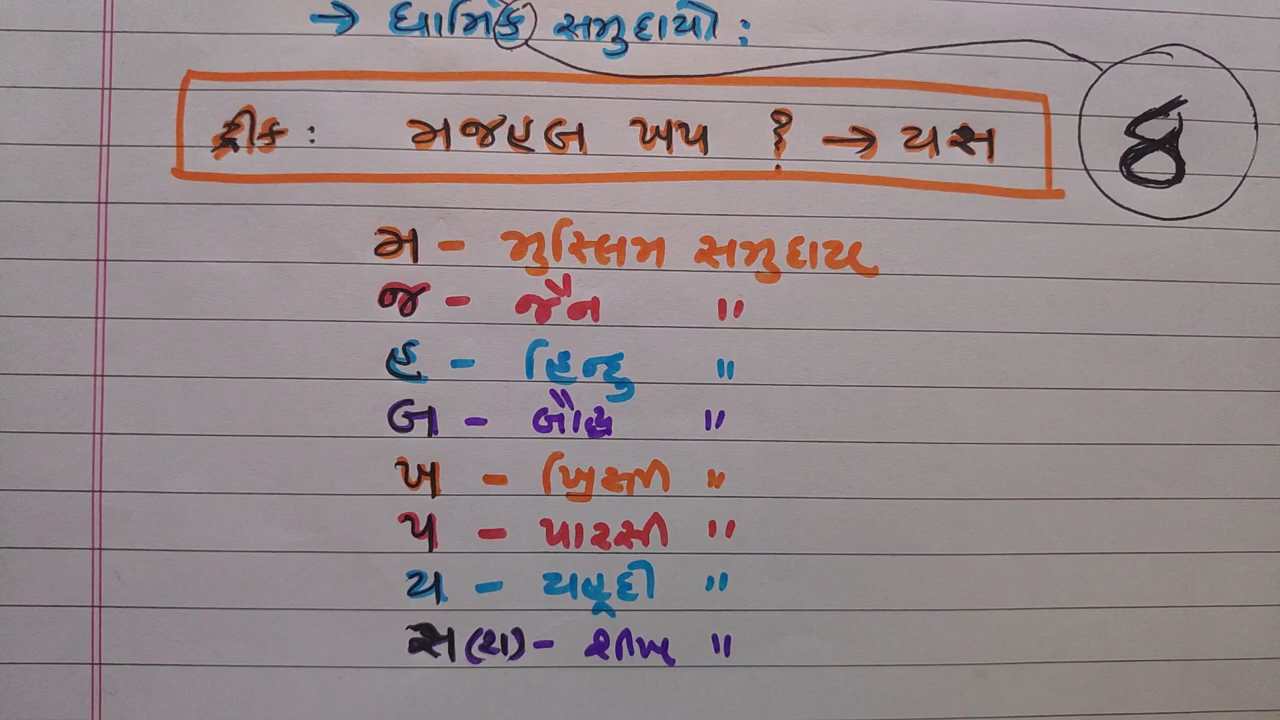 → ધાર્મિક સમુદાયો :
ટ્રીક : મજહબ ખપ ? → યસ
8
મ - મુસ્લિમ સમુદાય
જ - જૈન "
હ - હિન્દુ "
બ - બૌદ્ધ "
ખ - ખ્રિસ્તી "
પ - પારસી "
ય - યહૂદી "
સ(શ) - શીખ "